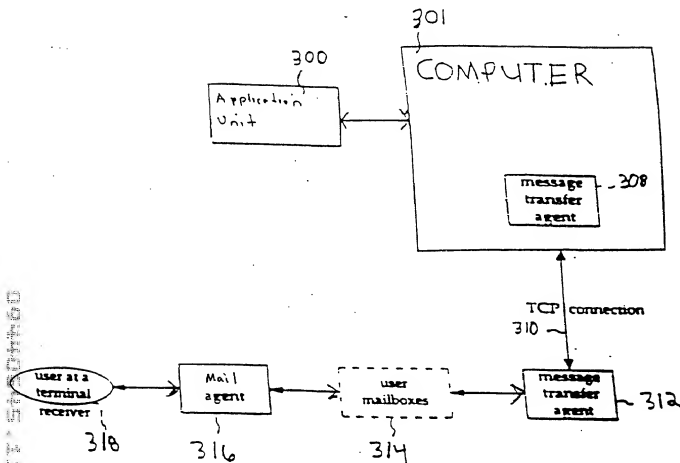 301
COMPUTER
300
Application
Unit
message
transfer
agent
308
TCP connection
310
user at a
terminal
receiver
318
Mail
agent
316
user
mailboxes
314
message
transfer
agent
312